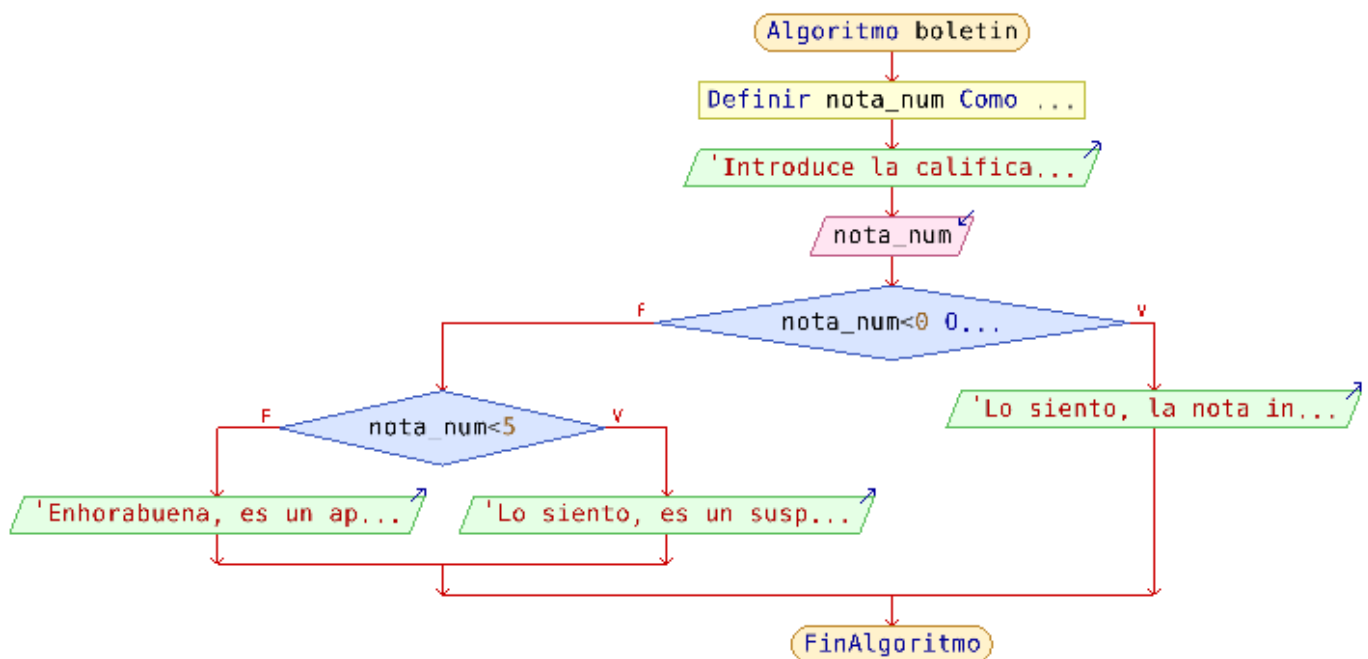 Algoritmo boletin
Definir nota_num Como ...
'Introduce la califica...
nota_num
F
V
nota_num<0 O...
F
V
nota_num<5
'Lo siento, la nota in...
'Enhorabuena, es un ap...
'Lo siento, es un susp...
FinAlgoritmo